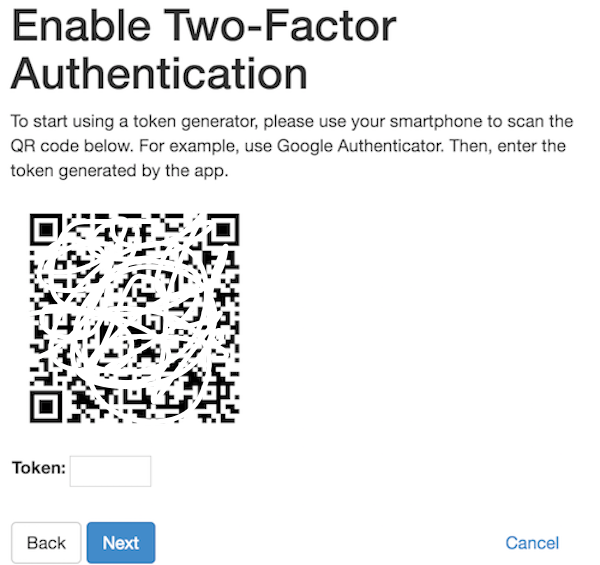 Enable Two-Factor
Authentication
To start using a token generator, please use your smartphone to scan the
QR code below. For example, use Google Authenticator. Then, enter the
token generated by the app.
Token:
Back Next Cancel